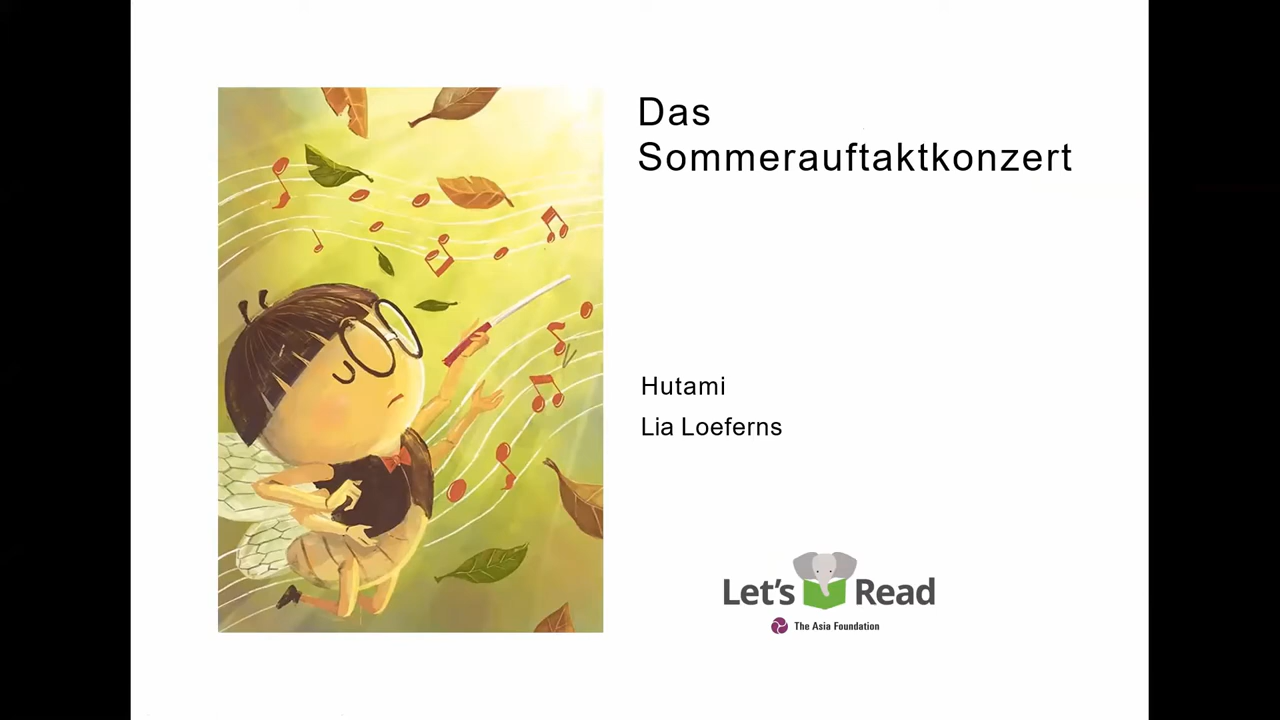 Das
Sommerauftaktkonzert
Hutami
Lia Loeferns
Let's Read
The Asia Foundation